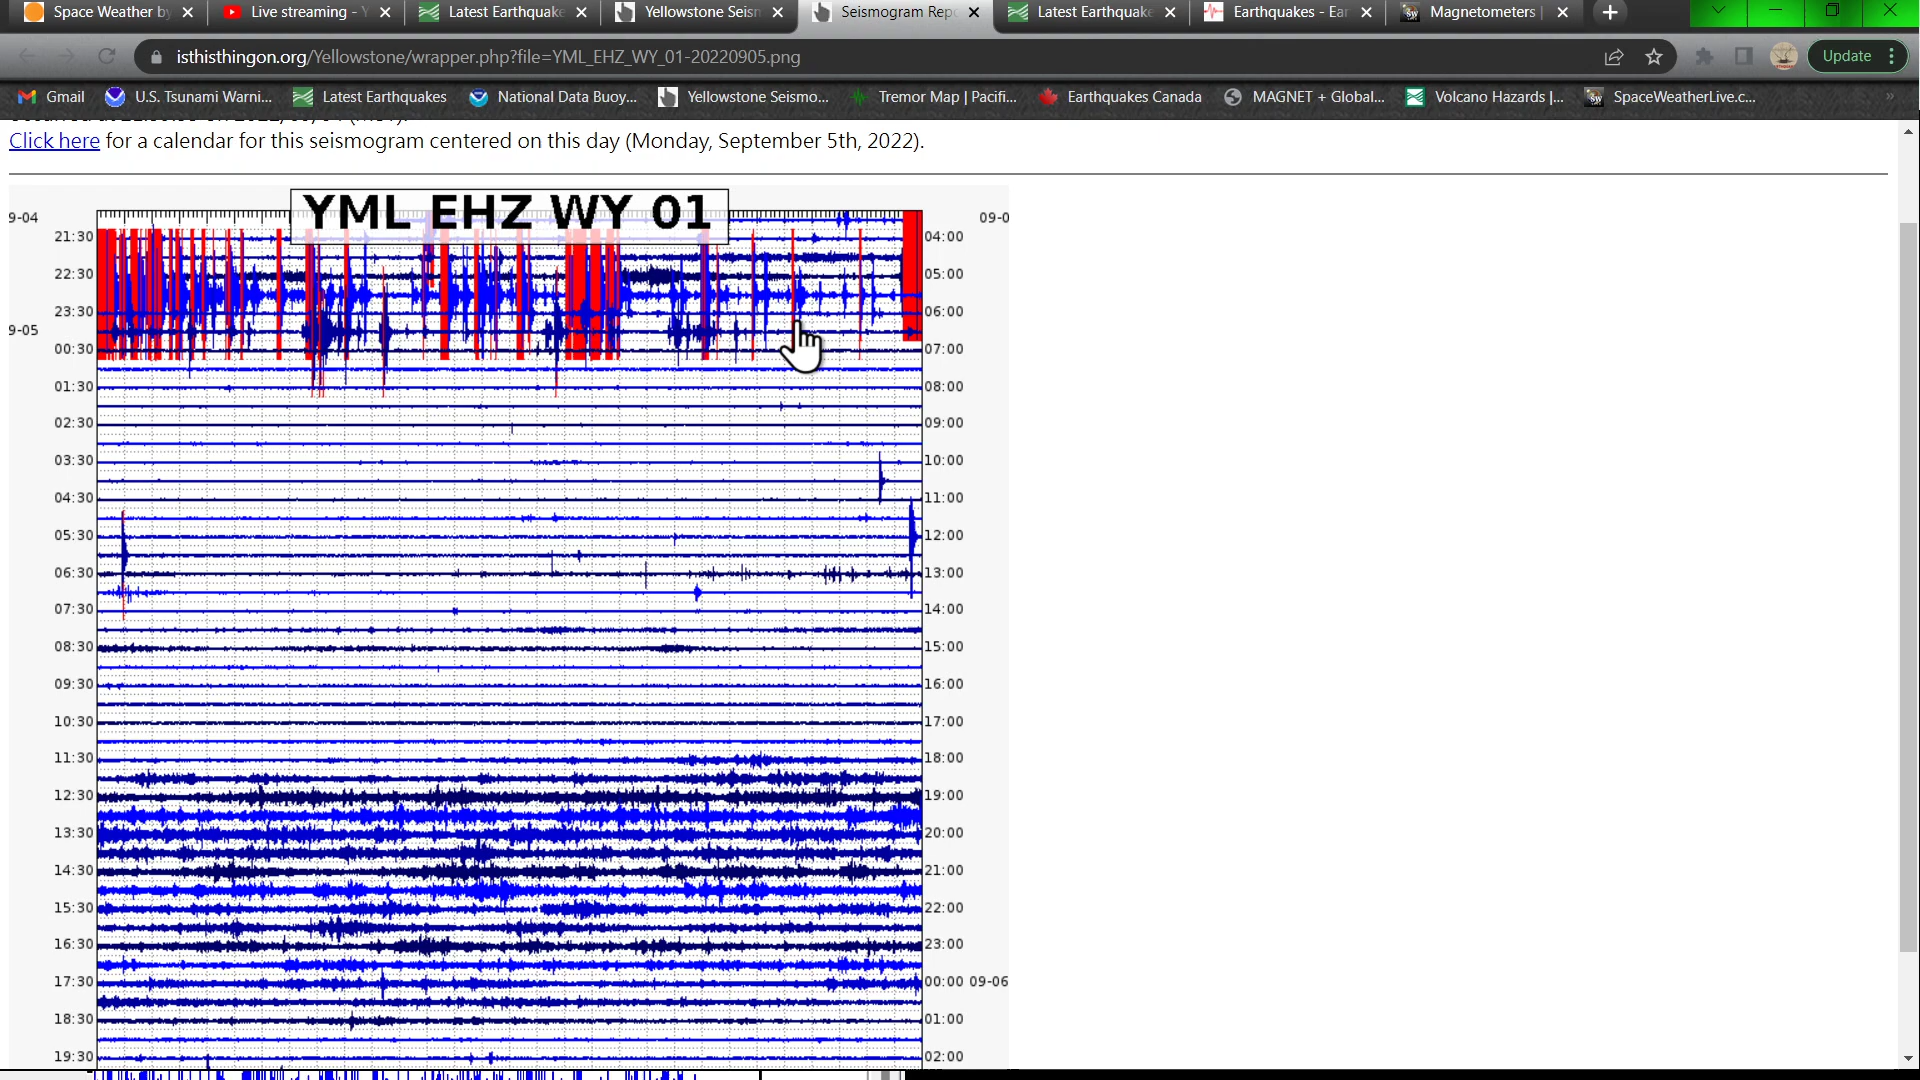 Space Weather by
Live streaming - Y
Latest Earthquake
Yellowstone Seism
Seismogram Repo
Latest Earthquake
Earthquakes - Ear
Magnetometers |
isthisthingon.org/Yellowstone/wrapper.php?file=YML_EHZ_WY_01-20220905.png
Update
Gmail
U.S. Tsunami Warni...
Latest Earthquakes
National Data Buoy...
Yellowstone Seismo...
Tremor Map | Pacifi...
Earthquakes Canada
MAGNET + Global...
Volcano Hazards |...
SpaceWeatherLive.c...
Click here for a calendar for this seismogram centered on this day (Monday, September 5th, 2022).
YML EHZ WY 01
9-04 09-0
21:30 04:00
22:30 05:00
23:30 06:00
9-05
00:30 07:00
01:30 08:00
02:30 09:00
03:30 10:00
04:30 11:00
05:30 12:00
06:30 13:00
07:30 14:00
08:30 15:00
09:30 16:00
10:30 17:00
11:30 18:00
12:30 19:00
13:30 20:00
14:30 21:00
15:30 22:00
16:30 23:00
17:30 00:00 09-06
18:30 01:00
19:30 02:00